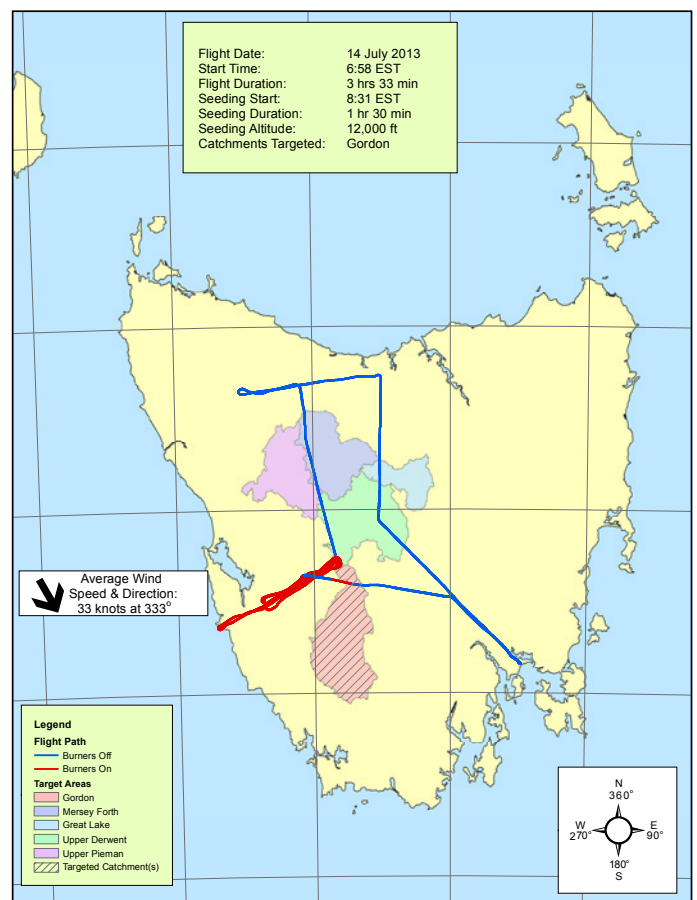 Flight Date: 14 July 2013
Start Time: 6:58 EST
Flight Duration: 3 hrs 33 min
Seeding Start: 8:31 EST
Seeding Duration: 1 hr 30 min
Seeding Altitude: 12,000 ft
Catchments Targeted: Gordon
Average Wind
Speed & Direction:
33 knots at 333°
Legend
Flight Path
Burners Off
Burners On
Target Areas
Gordon
Mersey Forth
Great Lake
Upper Derwent
Upper Pieman
Targeted Catchment(s)
N
360°
W E
270° 90°
180°
S